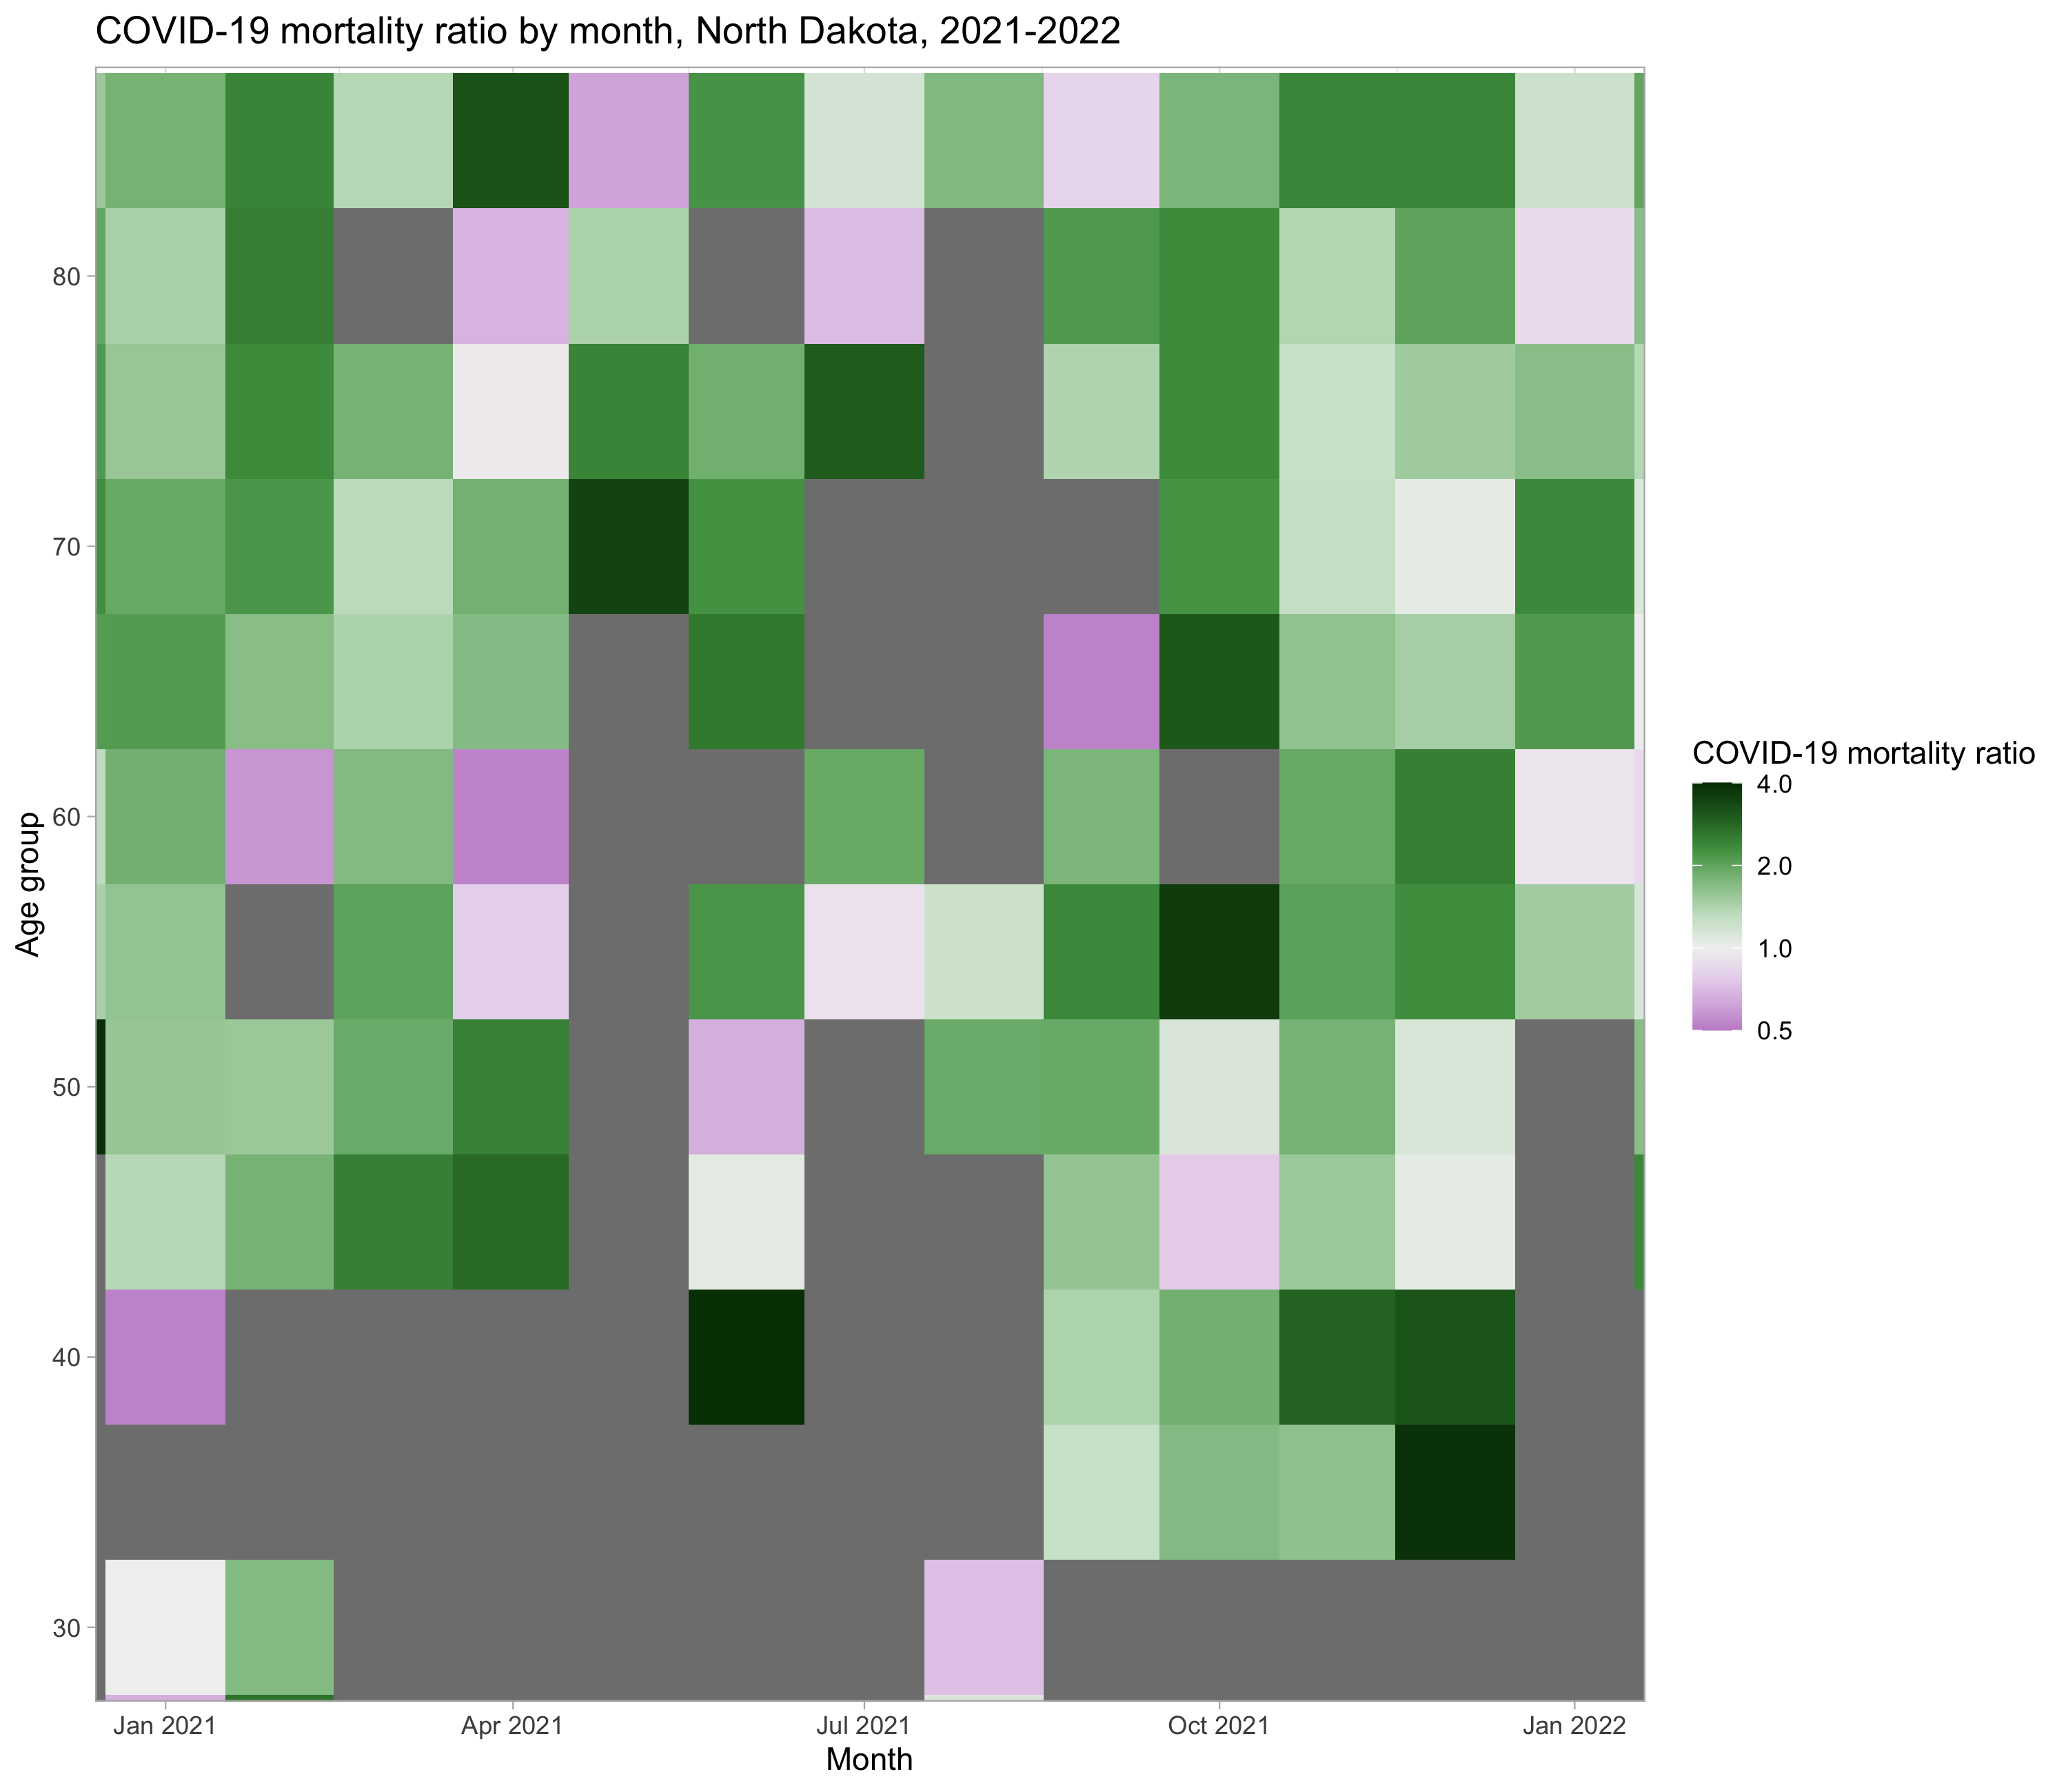 COVID-19 mortality ratio by month, North Dakota, 2021-2022
Age group
80
70
60
50
40
30
Jan 2021
Apr 2021
Jul 2021
Oct 2021
Jan 2022
Month
COVID-19 mortality ratio
4.0
2.0
1.0
0.5